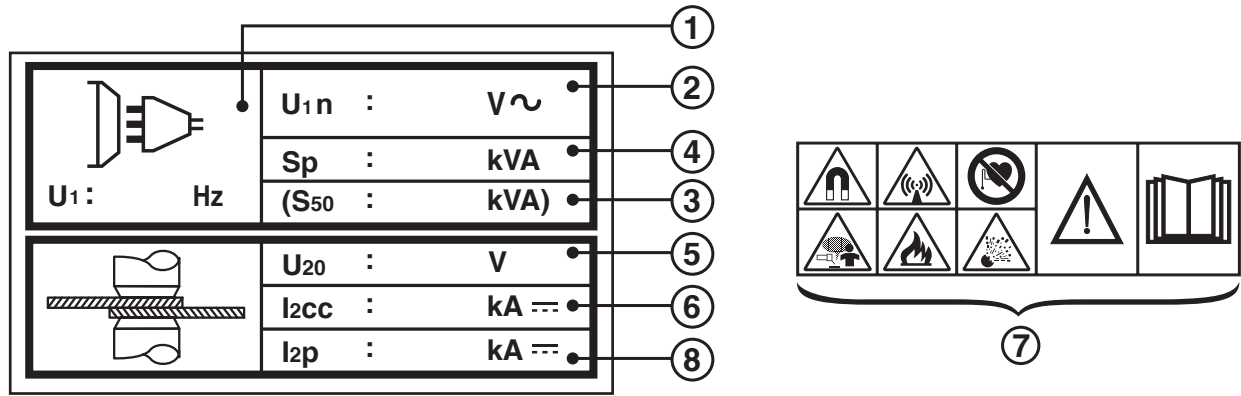 1
U1n : V~
2
Sp : kVA
4
U1: Hz
(S50 : kVA)
3
U20 : V
5
I2cc : kA
6
I2p : kA
8
7